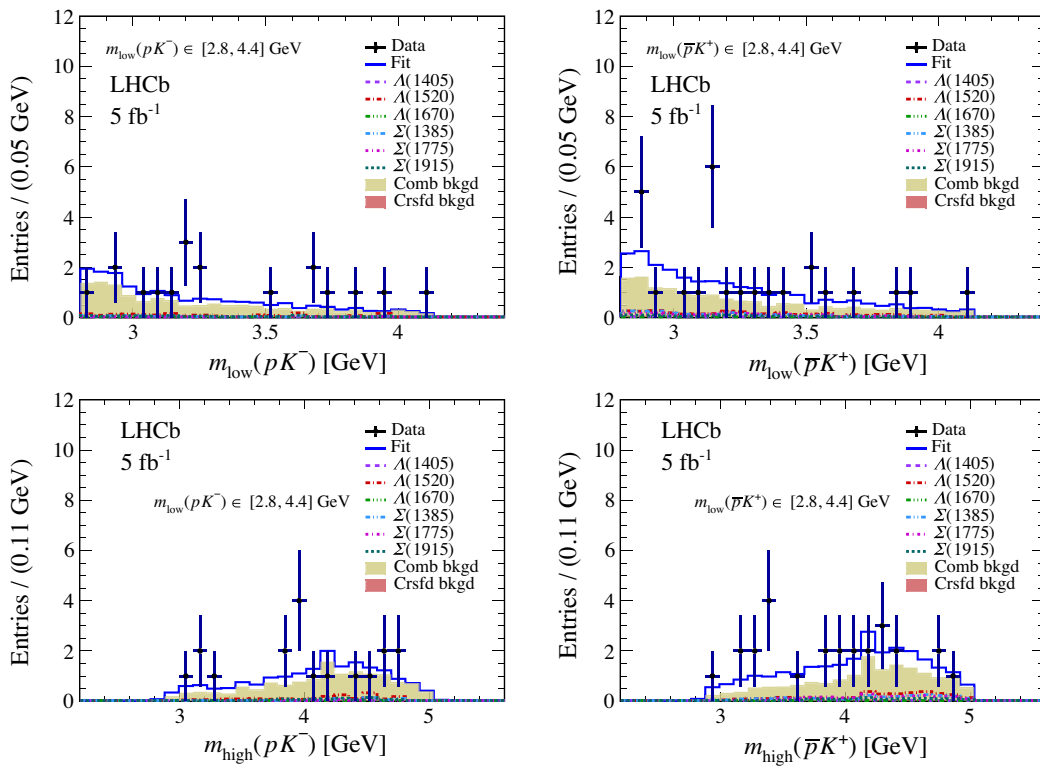 Entries / (0.05 GeV)
12
10
8
6
4
2
0
m_low(pK⁻) ∈ [2.8, 4.4] GeV
LHCb
5 fb⁻¹
Data
Fit
Λ(1405)
Λ(1520)
Λ(1670)
Σ(1385)
Σ(1775)
Σ(1915)
Comb bkgd
Crsfd bkgd
3 3.5 4
m_low(pK⁻) [GeV]
Entries / (0.05 GeV)
12
10
8
6
4
2
0
m_low(p̅K⁺) ∈ [2.8, 4.4] GeV
LHCb
5 fb⁻¹
Data
Fit
Λ(1405)
Λ(1520)
Λ(1670)
Σ(1385)
Σ(1775)
Σ(1915)
Comb bkgd
Crsfd bkgd
3 3.5 4
m_low(p̅K⁺) [GeV]
Entries / (0.11 GeV)
12
10
8
6
4
2
0
LHCb
5 fb⁻¹
m_low(pK⁻) ∈ [2.8, 4.4] GeV
Data
Fit
Λ(1405)
Λ(1520)
Λ(1670)
Σ(1385)
Σ(1775)
Σ(1915)
Comb bkgd
Crsfd bkgd
3 4 5
m_high(pK⁻) [GeV]
Entries / (0.11 GeV)
12
10
8
6
4
2
0
LHCb
5 fb⁻¹
m_low(p̅K⁺) ∈ [2.8, 4.4] GeV
Data
Fit
Λ(1405)
Λ(1520)
Λ(1670)
Σ(1385)
Σ(1775)
Σ(1915)
Comb bkgd
Crsfd bkgd
3 4 5
m_high(p̅K⁺) [GeV]